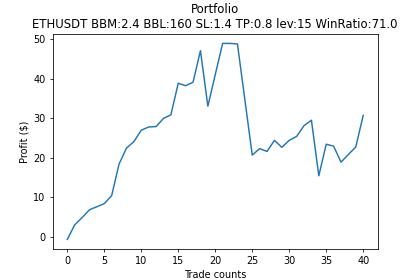 Portfolio
ETHUSDT BBM:2.4 BBL:160 SL:1.4 TP:0.8 lev:15 WinRatio:71.0
50
40
30
20
10
0
Profit ($)
0 5 10 15 20 25 30 35 40
Trade counts